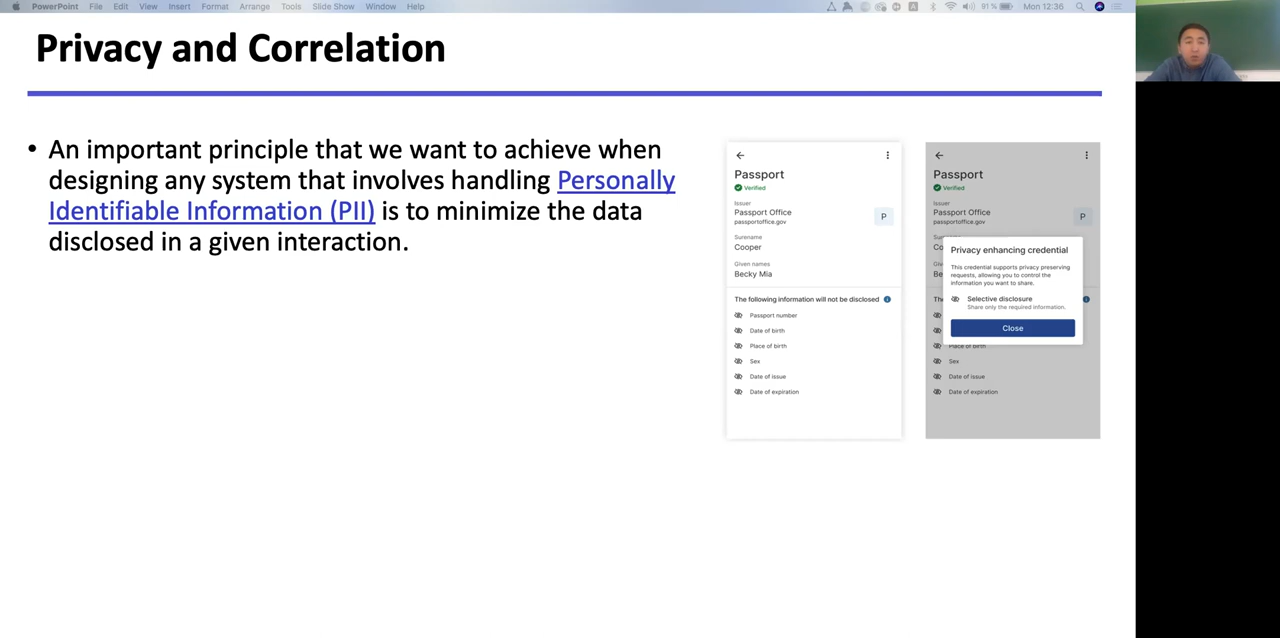 PowerPoint File Edit View Insert Format Arrange Tools Slide Show Window Help 91% Mon 12:36
Privacy and Correlation
• An important principle that we want to achieve when
designing any system that involves handling Personally
Identifiable Information (PII) is to minimize the data
disclosed in a given interaction.
Passport
Verified
Issuer
Passport Office
passportoffice.gov
P
Surename
Cooper
Given names
Becky Mia
The following information will not be disclosed
Passport number
Date of birth
Place of birth
Sex
Date of issue
Date of expiration
Passport
Verified
Issuer
Passport Office
passportoffice.gov
P
Su
Co
Be
Th
Privacy enhancing credential
This credential supports privacy preserving
requests, allowing you to control the
information you want to share.
Selective disclosure
Share only the required information.
Close
Place of birth
Sex
Date of issue
Date of expiration